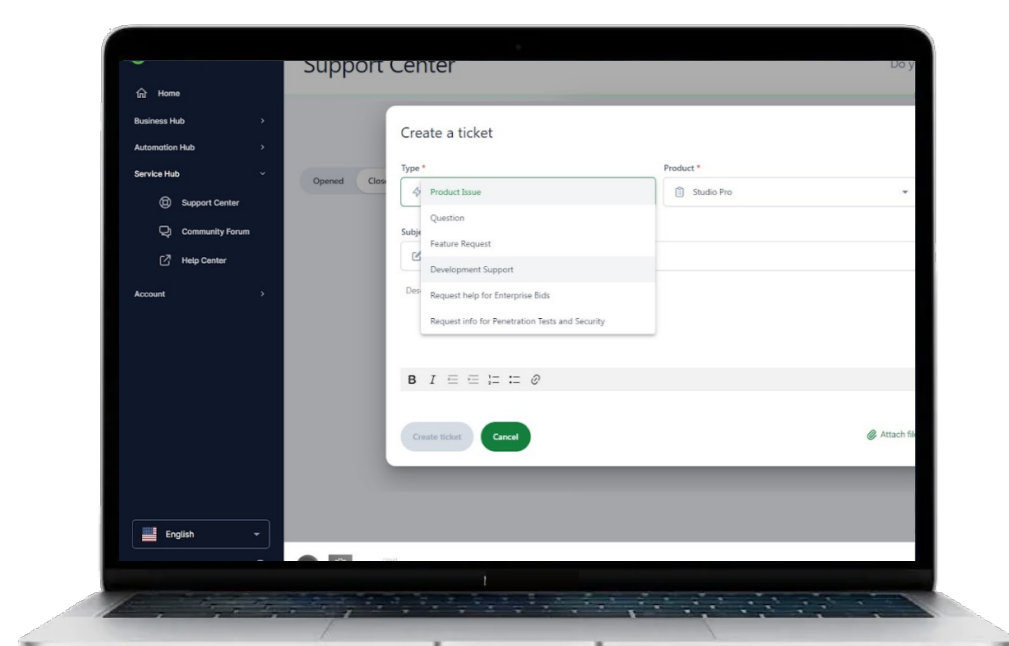 Support Center
Do y
Home
Business Hub
Automation Hub
Service Hub
Support Center
Community Forum
Help Center
Account
English
Opened Clos
Create a ticket
Type *
Product *
Product Issue
Studio Pro
Question
Subje
Feature Request
Development Support
Des
Request help for Enterprise Bids
Request info for Penetration Tests and Security
B I
Create ticket
Cancel
Attach fil